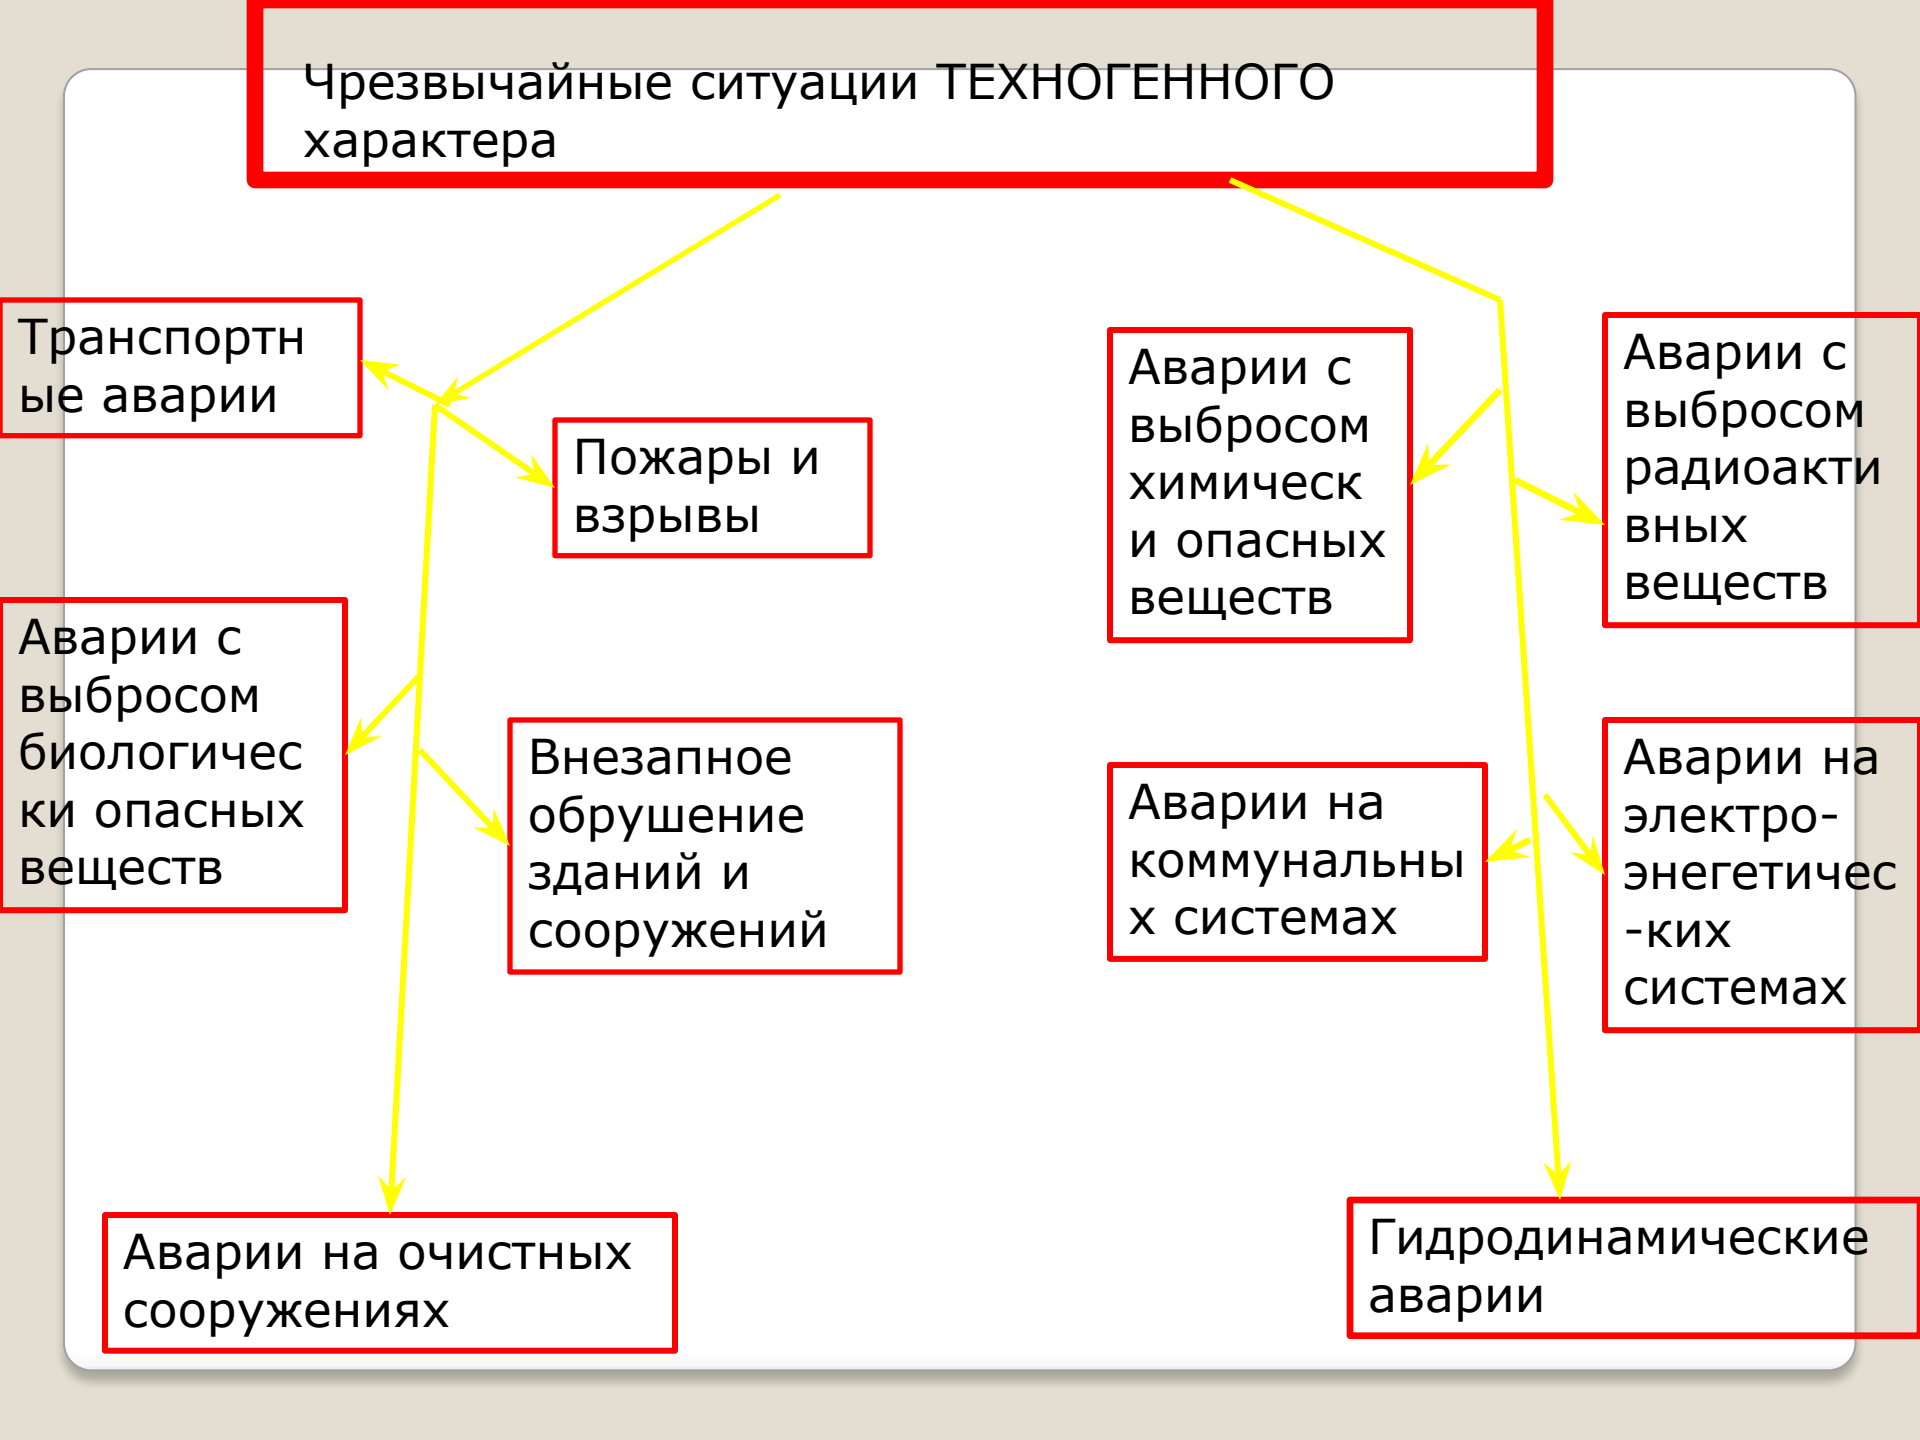 Чрезвычайные ситуации ТЕХНОГЕННОГО
характера
Транспортн
ые аварии
Пожары и
взрывы
Аварии с
выбросом
химическ
и опасных
веществ
Аварии с
выбросом
радиоакти
вных
веществ
Аварии с
выбросом
биологичес
ки опасных
веществ
Внезапное
обрушение
зданий и
сооружений
Аварии на
коммунальны
х системах
Аварии на
электро-
энегетичес
-ких
системах
Аварии на очистных
сооружениях
Гидродинамические
аварии